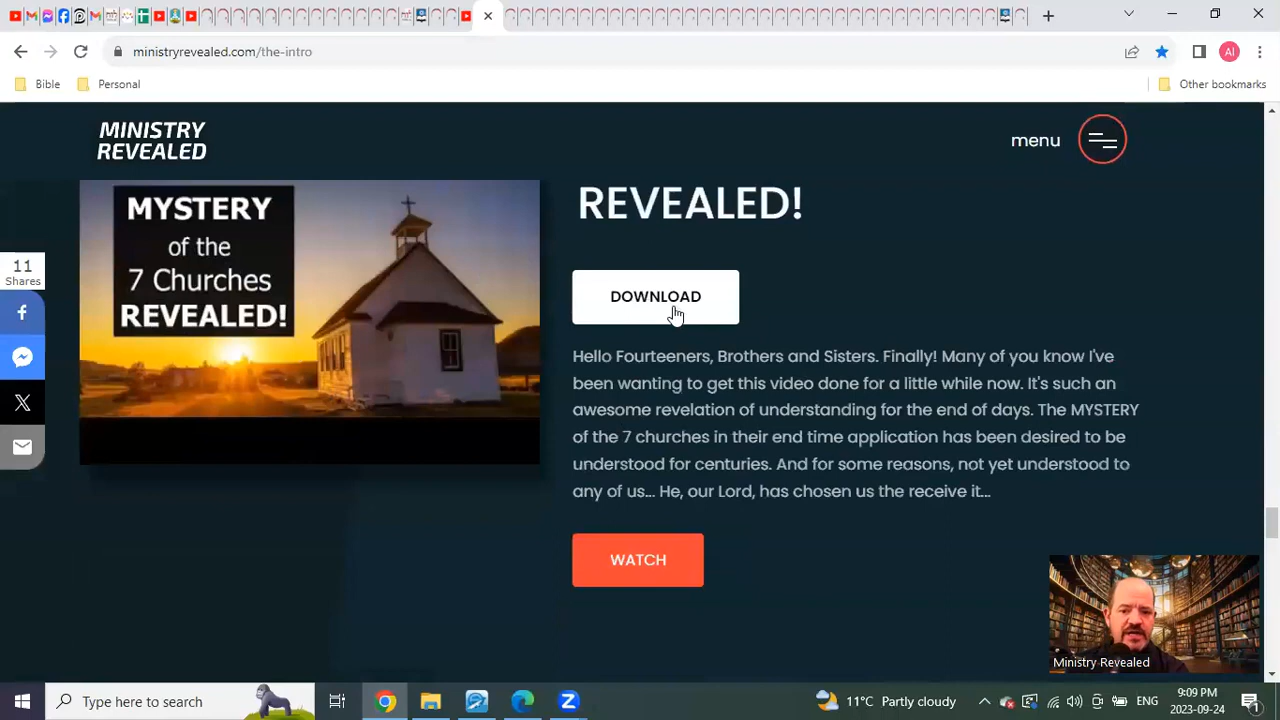 ministryrevealed.com/the-intro
AI
Bible
Personal
Other bookmarks
MINISTRY
REVEALED
menu
MYSTERY
of the
7 Churches
REVEALED!
REVEALED!
11
Shares
DOWNLOAD
Hello Fourteeners, Brothers and Sisters. Finally! Many of you know I've
been wanting to get this video done for a little while now. It's such an
awesome revelation of understanding for the end of days. The MYSTERY
of the 7 churches in their end time application has been desired to be
understood for centuries. And for some reasons, not yet understood to
any of us... He, our Lord, has chosen us the receive it...
WATCH
Ministry Revealed
Type here to search
11°C Partly cloudy
ENG
9:09 PM
2023-09-24
1